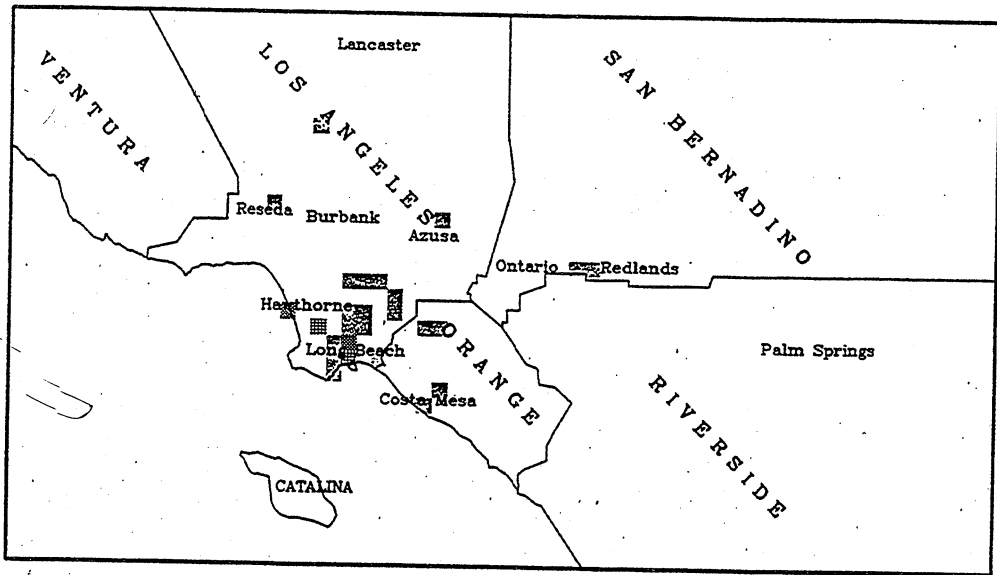 Lancaster
VENTURA
LOS ANGELES
SAN BERNADINO
Reseda
Burbank
Azusa
Ontario
Redlands
Hawthorne
Long Beach
ORANGE
Palm Springs
Costa Mesa
RIVERSIDE
CATALINA